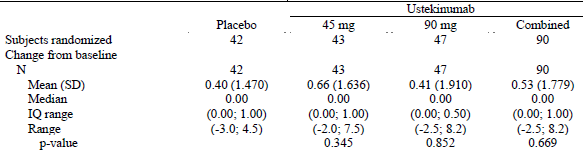 Ustekinumab
Placebo 45 mg 90 mg Combined
Subjects randomized 42 43 47 90
Change from baseline
N 42 43 47 90
Mean (SD) 0.40 (1.470) 0.66 (1.636) 0.41 (1.910) 0.53 (1.779)
Median 0.00 0.00 0.00 0.00
IQ range (0.00; 1.00) (0.00; 1.00) (0.00; 0.50) (0.00; 1.00)
Range (-3.0; 4.5) (-2.0; 7.5) (-2.5; 8.2) (-2.5; 8.2)
p-value 0.345 0.852 0.669